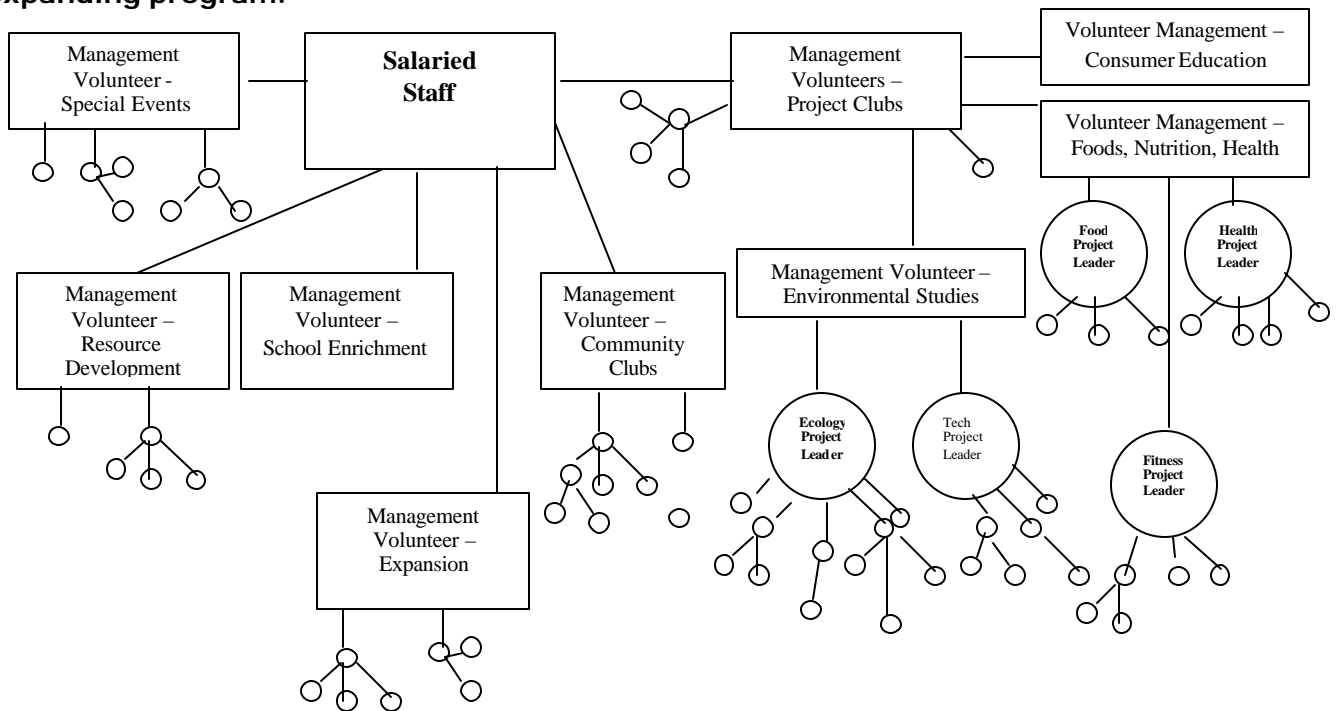 expanding program.
Management
Volunteer -
Special Events
Salaried
Staff
Management
Volunteers –
Project Clubs
Volunteer Management –
Consumer Education
Volunteer Management –
Foods, Nutrition, Health
Food
Project
Leader
Health
Project
Leader
Management
Volunteer –
Resource
Development
Management
Volunteer –
School Enrichment
Management
Volunteer –
Community
Clubs
Management Volunteer –
Environmental Studies
Ecology
Project
Leader
Tech
Project
Leader
Fitness
Project
Leader
Management
Volunteer –
Expansion